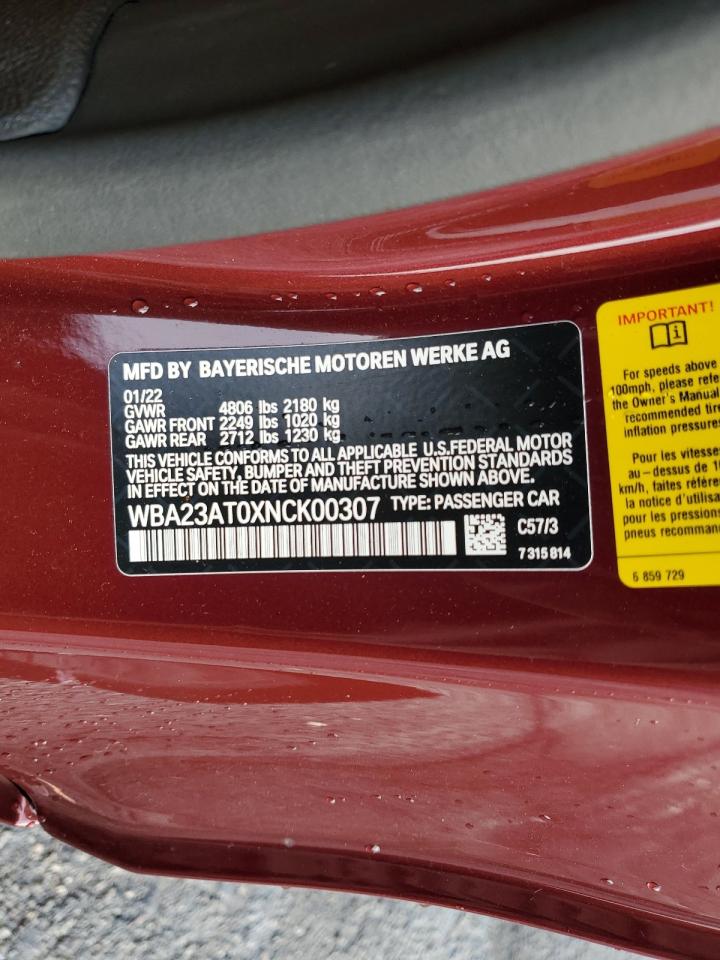 MFD BY BAYERISCHE MOTOREN WERKE AG
01/22
GVWR 4806 lbs 2180 kg
GAWR FRONT 2249 lbs 1020 kg
GAWR REAR 2712 lbs 1230 kg
THIS VEHICLE CONFORMS TO ALL APPLICABLE U.S.FEDERAL MOTOR
VEHICLE SAFETY, BUMPER AND THEFT PREVENTION STANDARDS
IN EFFECT ON THE DATE OF MANUFACTURE SHOWN ABOVE.
WBA23AT0XNCK00307 TYPE: PASSENGER CAR
C57/3
7 315 814
IMPORTANT!
For speeds above
100mph, please refe
the Owner's Manua
recommended tire
inflation pressures
Pour les vitesses
au-dessus de 1
km/h, faites référe
la notice d'utilisati
pour les pression
pneus recomman
6 859 729